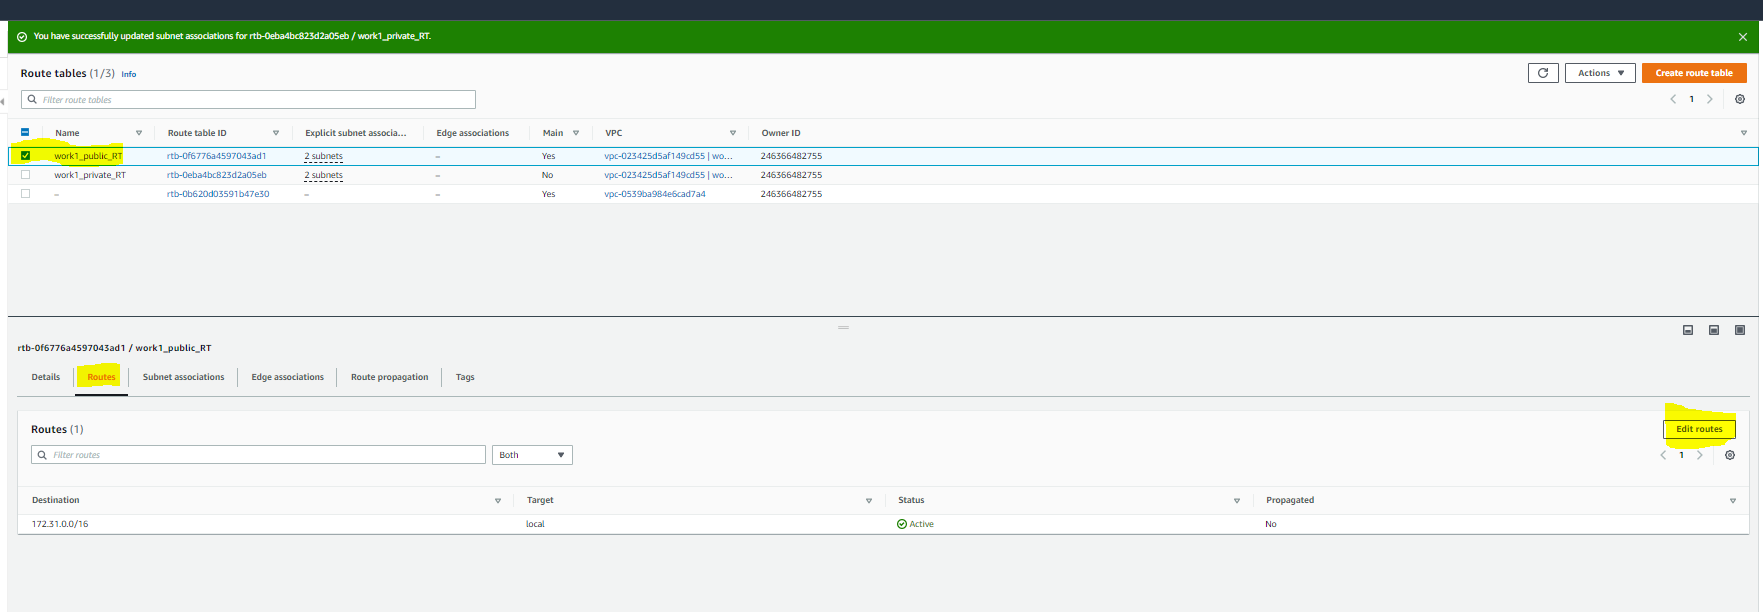 You have successfully updated subnet associations for rtb-0eba4bc823d2a05eb / work1_private_RT.
Route tables (1/3) Info
Actions
Create route table
Filter route tables
1
Name Route table ID Explicit subnet associa... Edge associations Main VPC Owner ID
work1_public_RT rtb-0f6776a4597043ad1 2 subnets – Yes vpc-023425d5af149cd55 | wo... 246366482755
work1_private_RT rtb-0eba4bc823d2a05eb 2 subnets – No vpc-023425d5af149cd55 | wo... 246366482755
– rtb-0b620d03591b47e30 – – Yes vpc-0539ba984e6cad7a4 246366482755
rtb-0f6776a4597043ad1 / work1_public_RT
Details Routes Subnet associations Edge associations Route propagation Tags
Routes (1)
Edit routes
Filter routes Both
1
Destination Target Status Propagated
172.31.0.0/16 local Active No